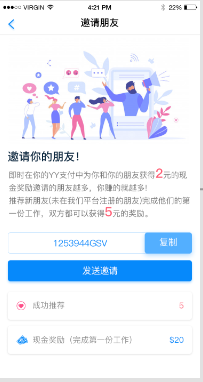 VIRGIN 4:21 PM 22%
邀请朋友
邀请你的朋友！
即时在你的YY支付中为你和你的朋友获得2元的现
金奖励邀请的朋友越多，你赚的就越多!
推荐新朋友(未在我们平台注册的朋友)完成他们的第
一份工作，双方都可以获得5元的奖励。
1253944GSV 复制
发送邀请
成功推荐 5
现金奖励（完成第一份工作） $20